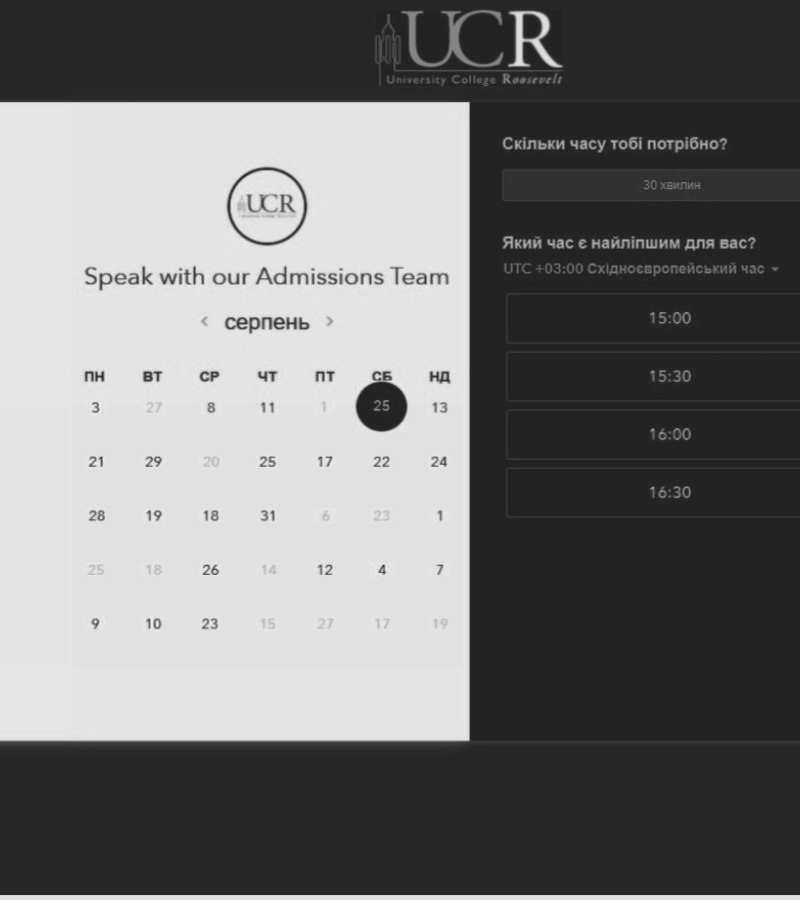 UCR
University College Roosevelt
UCR
Speak with our Admissions Team
< серпень >
ПН ВТ СР ЧТ ПТ СБ НД
3 27 8 11 1 25 13
21 29 20 25 17 22 24
28 19 18 31 6 23 1
25 18 26 14 12 4 7
9 10 23 15 27 17 19
Скільки часу тобі потрібно?
30 хвилин
Який час є найліпшим для вас?
UTC +03:00 Східноєвропейський час
15:00
15:30
16:00
16:30